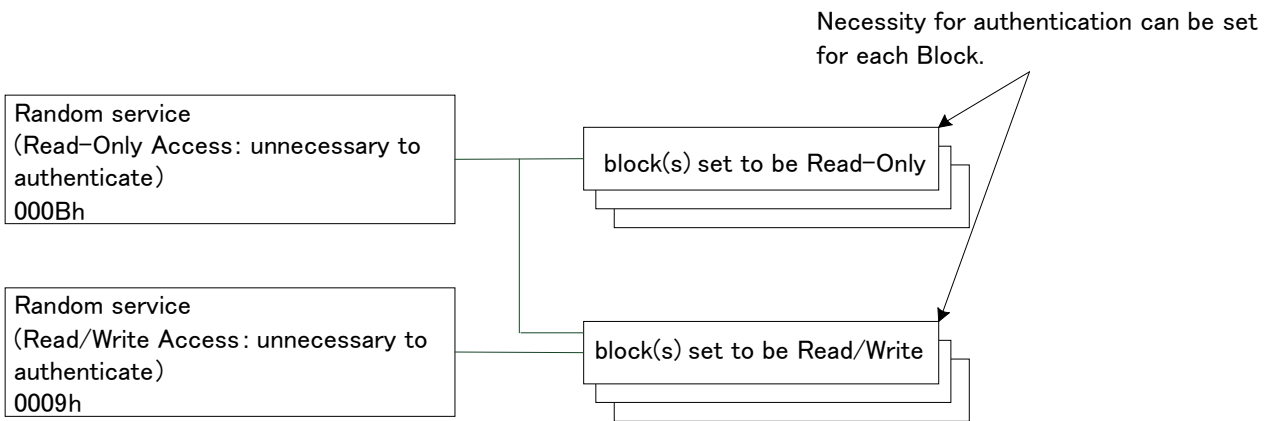 Necessity for authentication can be set
for each Block.
Random service
(Read-Only Access: unnecessary to
authenticate)
000Bh
block(s) set to be Read-Only
Random service
(Read/Write Access: unnecessary to
authenticate)
0009h
block(s) set to be Read/Write